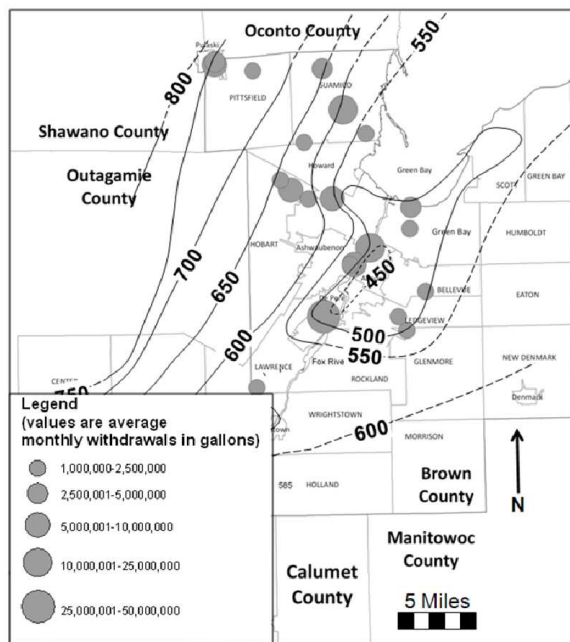 Oconto County
550
Pulaski
SUAMICO
800
PITTSFIELD
Shawano County
Howard
Green Bay
Outagamie
County
SCOTT
GREEN BAY
HOBART
Ashwaubenon
Green Bay
HUMBOLDT
700
650
450
BELLEVUE
EATON
600
500
LEDGEVIEW
550
Fox Rive
GLENMORE
NEW DENMARK
LAWRENCE
ROCKLAND
CENTER
750
Denmark
WRIGHTSTOWN
600
MORRISON
Legend
(values are average
monthly withdrawals in gallons)
1,000,000-2,500,000
2,500,001-5,000,000
5,000,001-10,000,000
10,000,001-25,000,000
25,000,001-50,000,000
585
HOLLAND
Brown
County
N
Manitowoc
County
Calumet
County
5 Miles